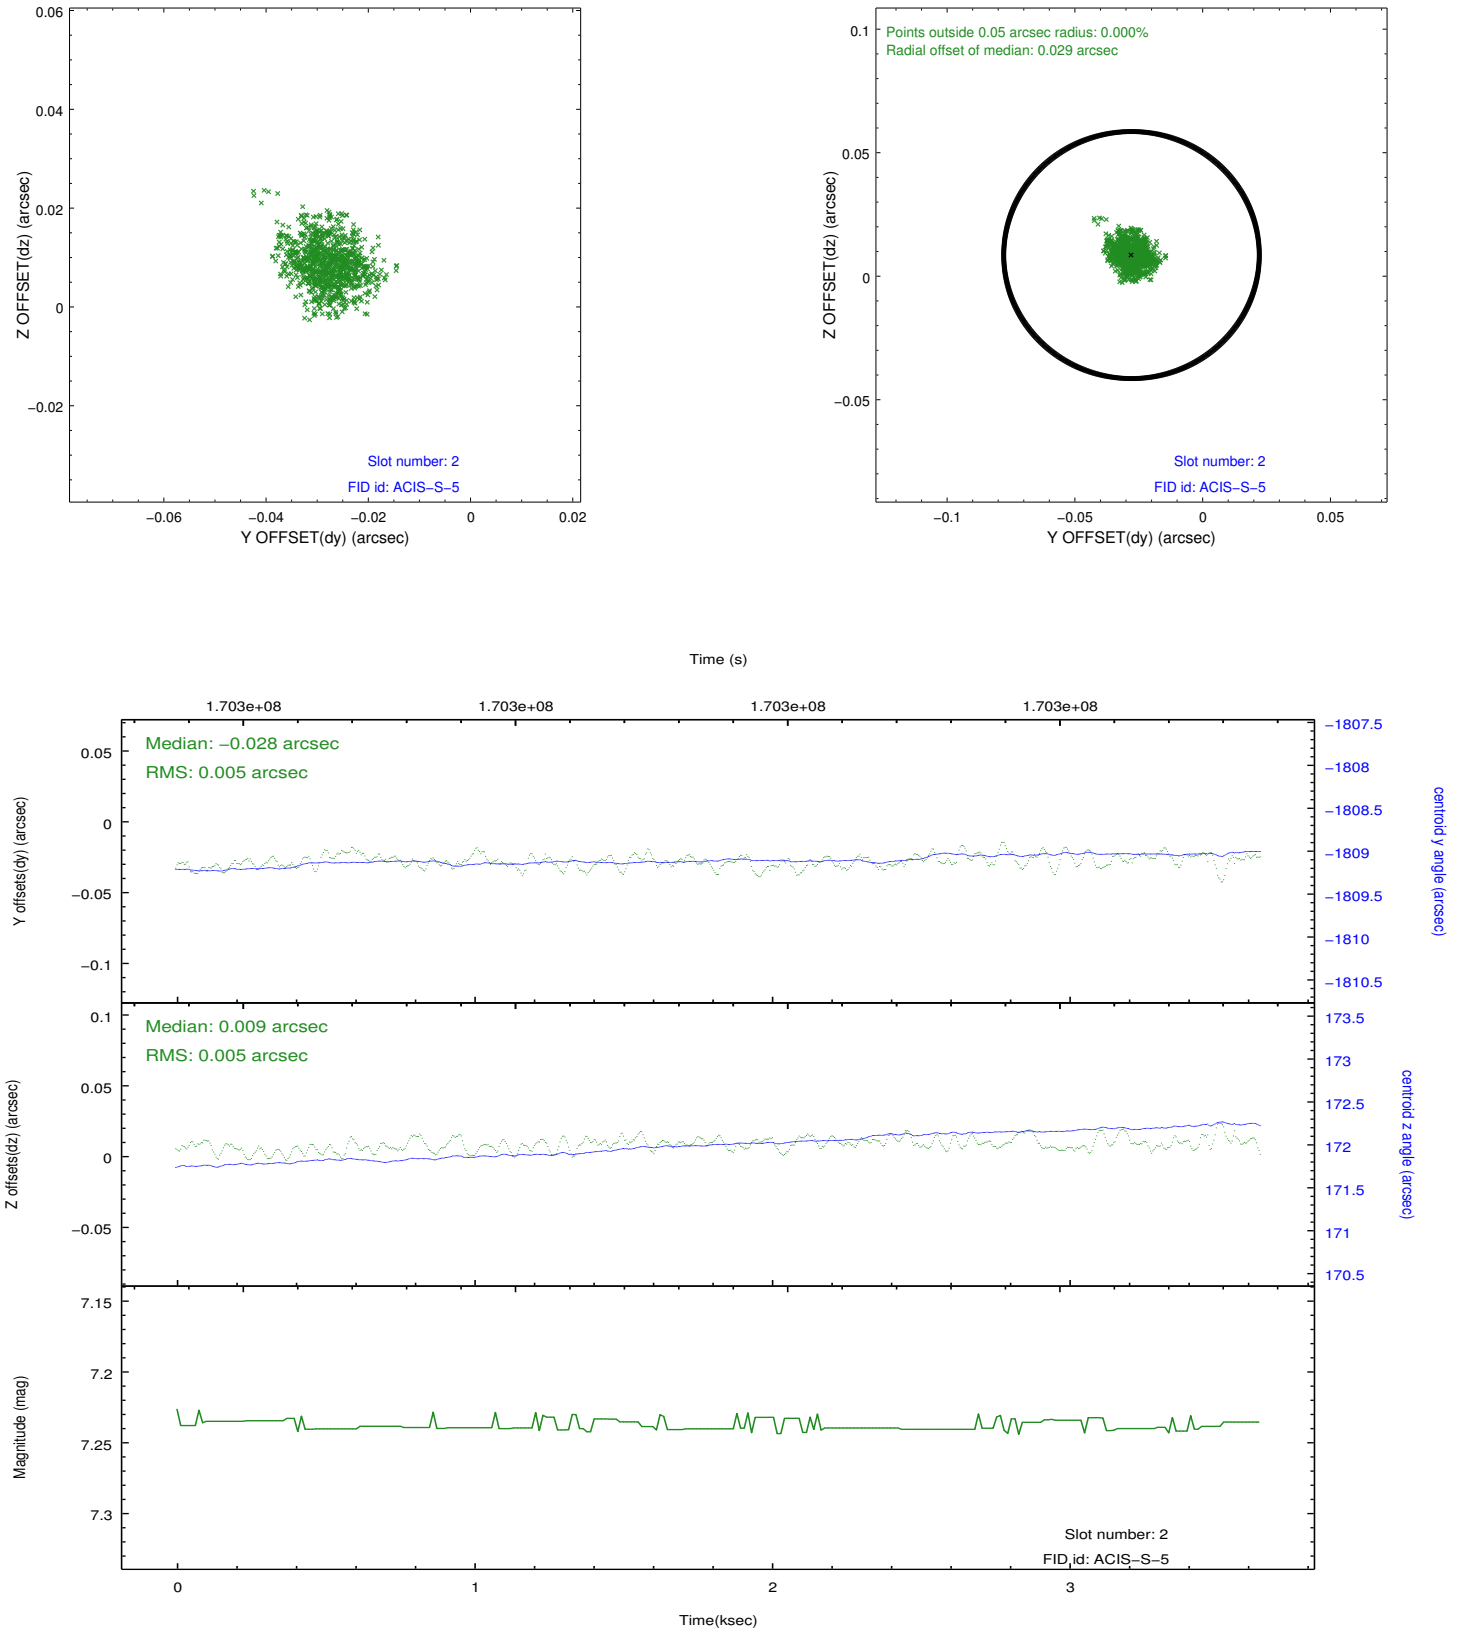 0.06
0.04
0.02
0
−0.02
Z OFFSET(dz) (arcsec)
Slot number: 2
FID id: ACIS−S−5
−0.06
−0.04
−0.02
0
0.02
Y OFFSET(dy) (arcsec)
Points outside 0.05 arcsec radius: 0.000%
Radial offset of median: 0.029 arcsec
0.1
0.05
0
−0.05
Z OFFSET(dz) (arcsec)
Slot number: 2
FID id: ACIS−S−5
−0.1
−0.05
0
0.05
Y OFFSET(dy) (arcsec)
Time (s)
1.703e+08
1.703e+08
1.703e+08
1.703e+08
Median: −0.028 arcsec
RMS: 0.005 arcsec
0.05
0
−0.05
−0.1
Y offsets(dy) (arcsec)
−1807.5
−1808
−1808.5
−1809
−1809.5
−1810
−1810.5
centroid y angle (arcsec)
Median: 0.009 arcsec
RMS: 0.005 arcsec
0.1
0.05
0
−0.05
Z offsets(dz) (arcsec)
173.5
173
172.5
172
171.5
171
170.5
centroid z angle (arcsec)
7.15
7.2
7.25
7.3
Magnitude (mag)
Slot number: 2
FID id: ACIS−S−5
0
1
2
3
Time(ksec)